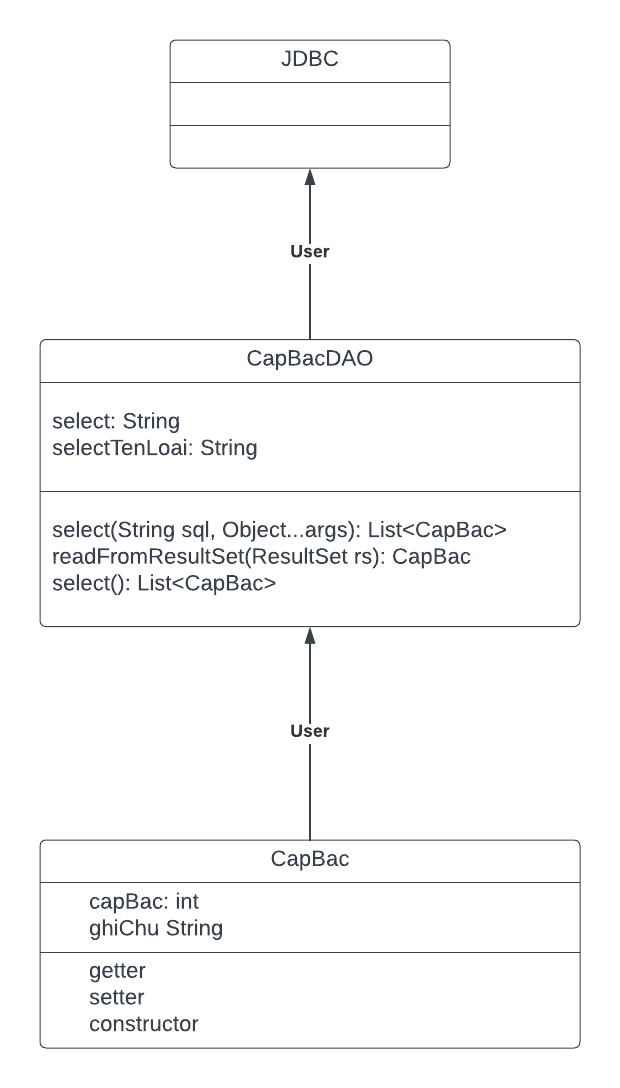 JDBC
User
CapBacDAO
select: String
selectTenLoai: String
select(String sql, Object...args): List<CapBac>
readFromResultSet(ResultSet rs): CapBac
select(): List<CapBac>
User
CapBac
capBac: int
ghiChu String
getter
setter
constructor